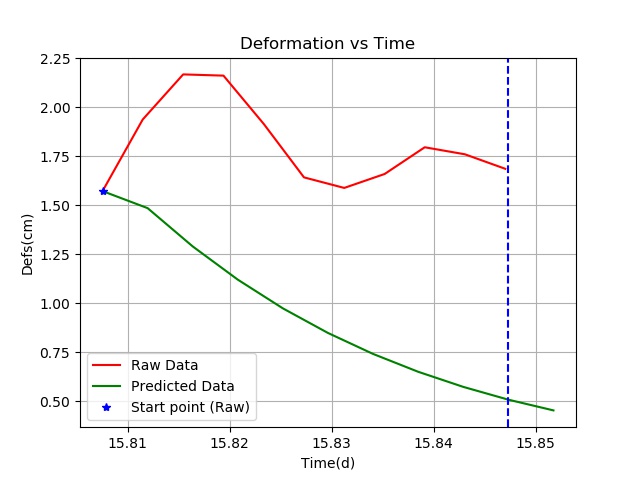 Deformation vs Time
Defs(cm)
2.25
2.00
1.75
1.50
1.25
1.00
0.75
0.50
Raw Data
Predicted Data
Start point (Raw)
15.81
15.82
15.83
15.84
15.85
Time(d)